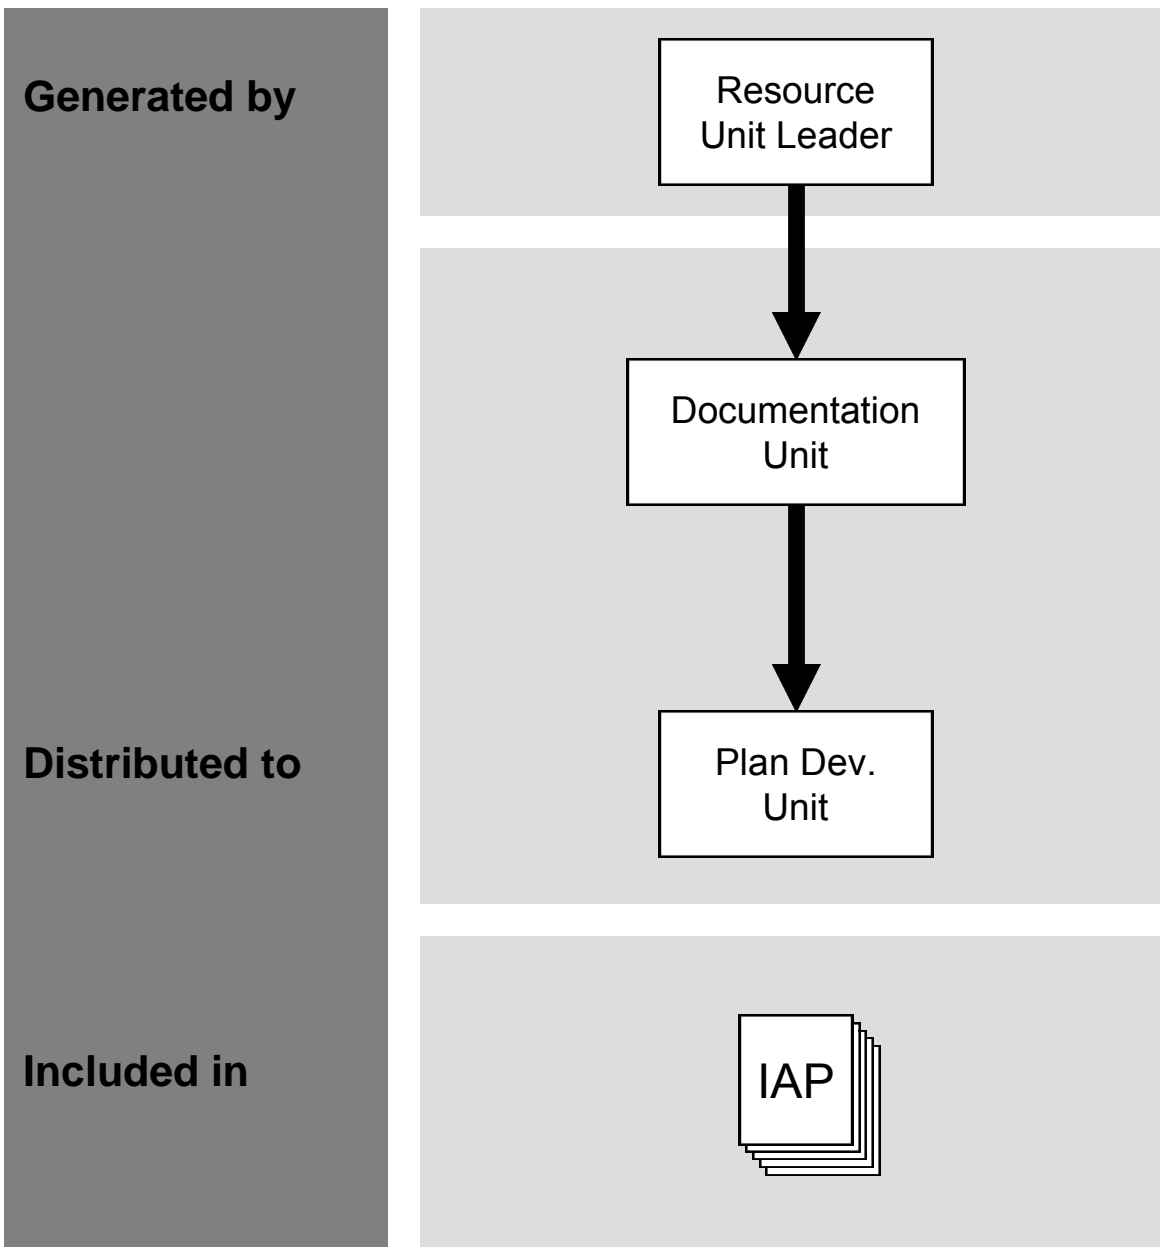 Generated by
Resource
Unit Leader
Documentation
Unit
Distributed to
Plan Dev.
Unit
Included in
IAP